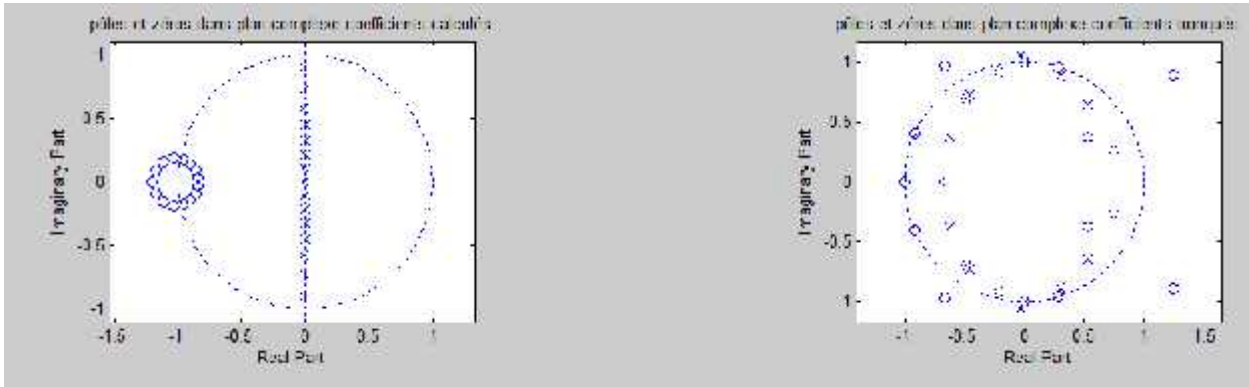 pôles et zéros dans plan complexe coefficients calculés
1
0.5
0
-0.5
-1
Imaginary Part
-1.5 -1 -0.5 0 0.5 1
Real Part
pôles et zéros dans plan complexe coefficients tronqués
1
0.5
0
-0.5
-1
Imaginary Part
-1 -0.5 0 0.5 1 1.5
Real Part